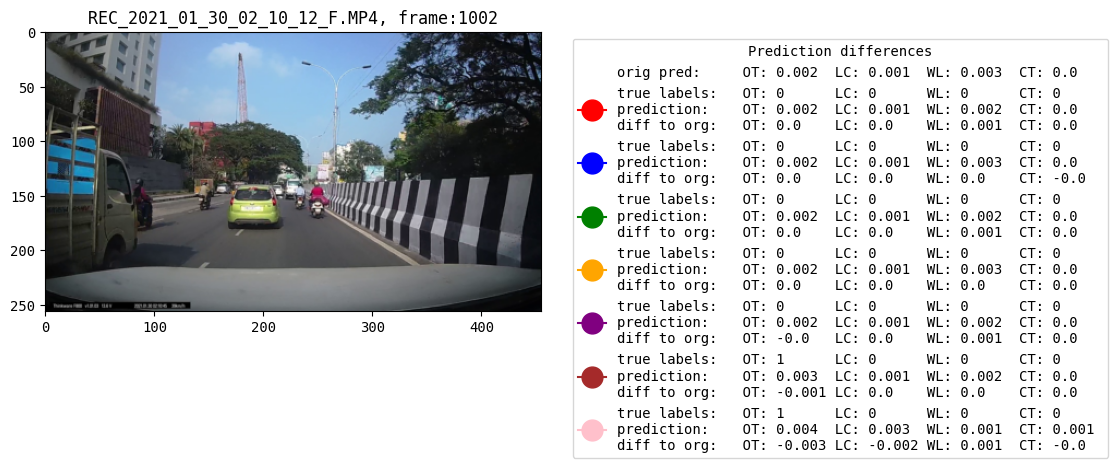 REC_2021_01_30_02_10_12_F.MP4, frame:1002
0
50
100
150
200
250
0 100 200 300 400
Prediction differences
orig pred: OT: 0.002 LC: 0.001 WL: 0.003 CT: 0.0
true labels: OT: 0 LC: 0 WL: 0 CT: 0
prediction: OT: 0.002 LC: 0.001 WL: 0.002 CT: 0.0
diff to org: OT: 0.0 LC: 0.0 WL: 0.001 CT: 0.0
true labels: OT: 0 LC: 0 WL: 0 CT: 0
prediction: OT: 0.002 LC: 0.001 WL: 0.003 CT: 0.0
diff to org: OT: 0.0 LC: 0.0 WL: 0.0 CT: -0.0
true labels: OT: 0 LC: 0 WL: 0 CT: 0
prediction: OT: 0.002 LC: 0.001 WL: 0.002 CT: 0.0
diff to org: OT: 0.0 LC: 0.0 WL: 0.001 CT: 0.0
true labels: OT: 0 LC: 0 WL: 0 CT: 0
prediction: OT: 0.002 LC: 0.001 WL: 0.003 CT: 0.0
diff to org: OT: 0.0 LC: 0.0 WL: 0.0 CT: 0.0
true labels: OT: 0 LC: 0 WL: 0 CT: 0
prediction: OT: 0.002 LC: 0.001 WL: 0.002 CT: 0.0
diff to org: OT: -0.0 LC: 0.0 WL: 0.001 CT: 0.0
true labels: OT: 1 LC: 0 WL: 0 CT: 0
prediction: OT: 0.003 LC: 0.001 WL: 0.002 CT: 0.0
diff to org: OT: -0.001 LC: 0.0 WL: 0.0 CT: 0.0
true labels: OT: 1 LC: 0 WL: 0 CT: 0
prediction: OT: 0.004 LC: 0.003 WL: 0.001 CT: 0.001
diff to org: OT: -0.003 LC: -0.002 WL: 0.001 CT: -0.0